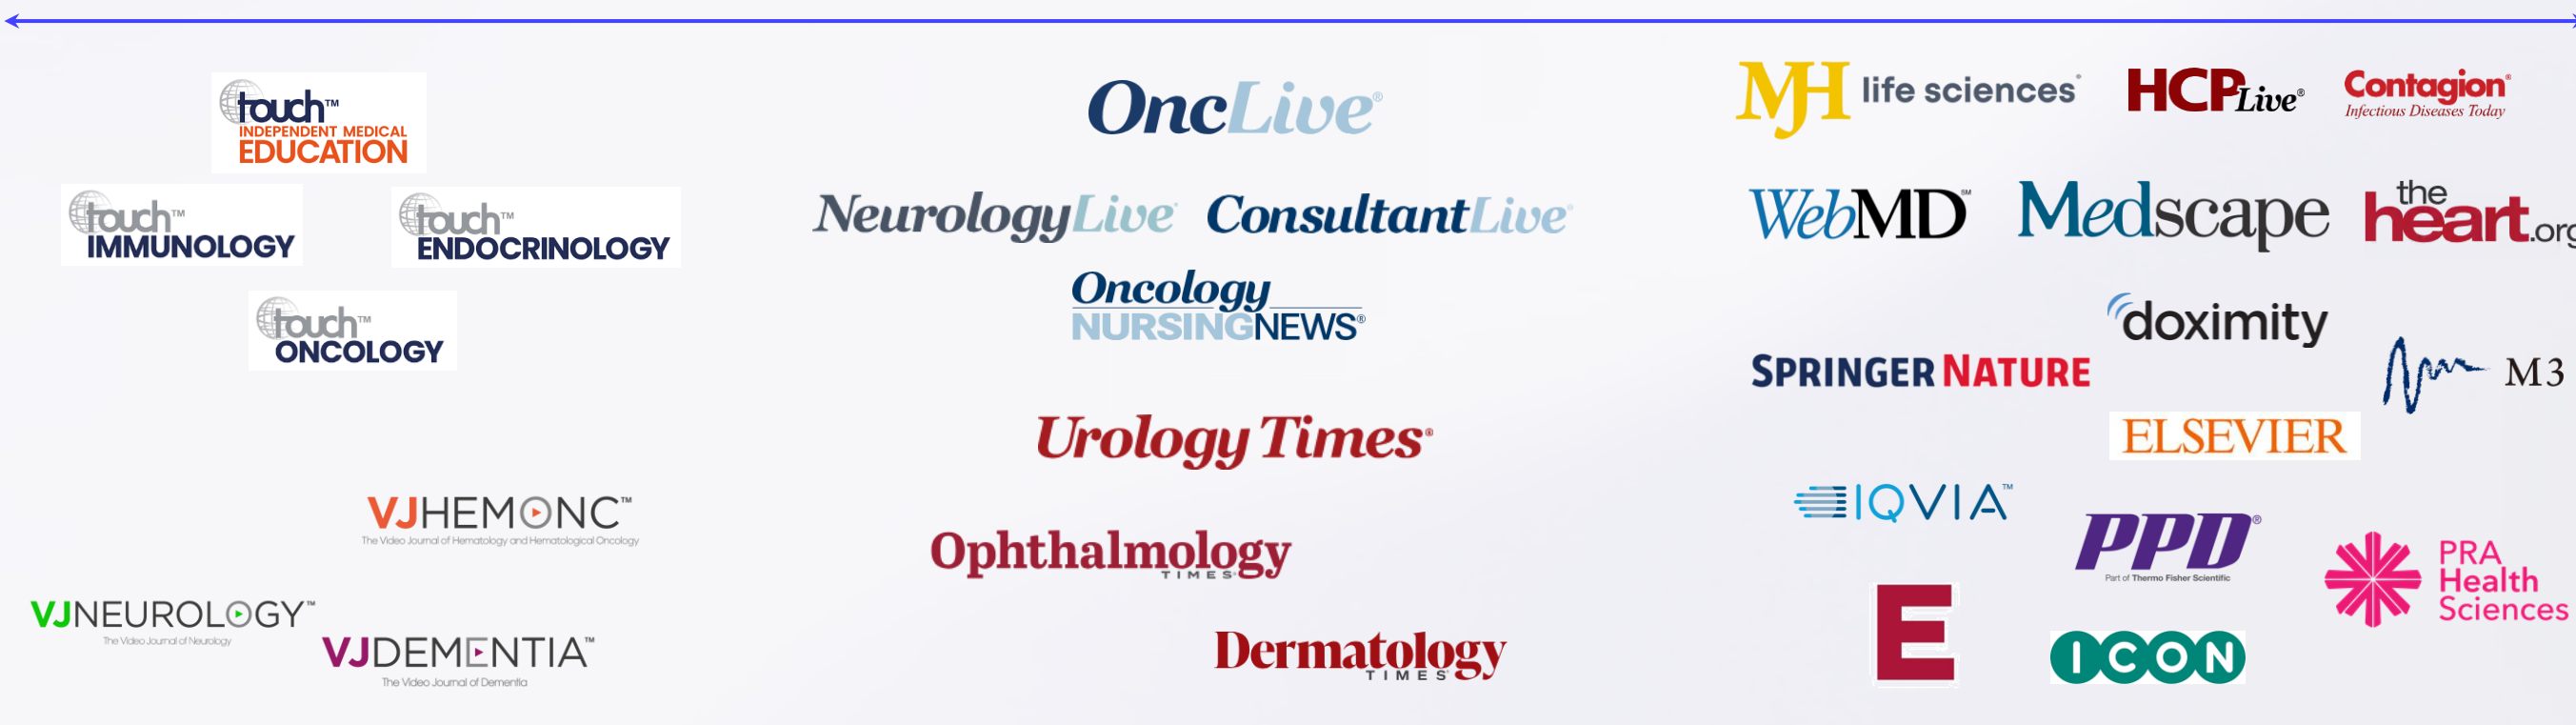 touch™
INDEPENDENT MEDICAL
EDUCATION
touch™
IMMUNOLOGY
touch™
ENDOCRINOLOGY
touch™
ONCOLOGY
VJHEMONC™
The Video Journal of Hematology and Hematological Oncology
VJNEUROLOGY™
The Video Journal of Neurology
VJDEMENTIA™
The Video Journal of Dementia
OncLive®
NeurologyLive®
ConsultantLive®
Oncology
NURSINGNEWS®
Urology Times®
Ophthalmology
TIMES®
Dermatology
TIMES®
MJH life sciences®
HCPLive®
Contagion®
Infectious Diseases Today
WebMD℠
Medscape
the
heart.org
doximity
SPRINGER NATURE
M3
ELSEVIER
IQVIA™
PPD®
Part of Thermo Fisher Scientific
PRA
Health
Sciences
E
ICON